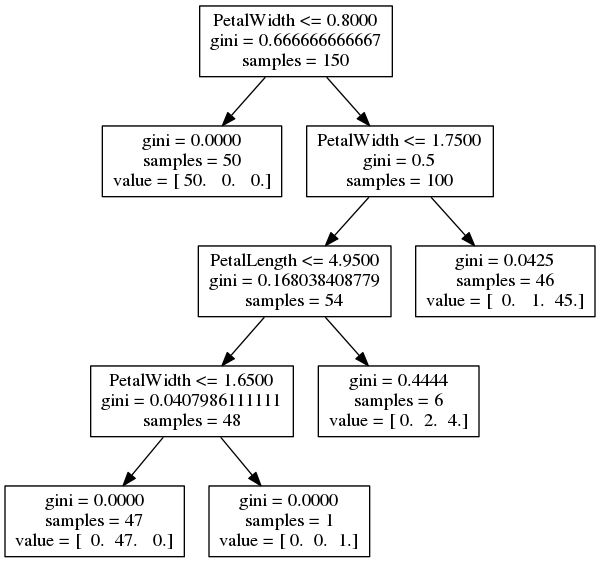 PetalWidth <= 0.8000
gini = 0.666666666667
samples = 150
gini = 0.0000
samples = 50
value = [ 50.   0.   0.]
PetalWidth <= 1.7500
gini = 0.5
samples = 100
PetalLength <= 4.9500
gini = 0.168038408779
samples = 54
gini = 0.0425
samples = 46
value = [  0.   1.  45.]
PetalWidth <= 1.6500
gini = 0.0407986111111
samples = 48
gini = 0.4444
samples = 6
value = [ 0.  2.  4.]
gini = 0.0000
samples = 47
value = [  0.  47.   0.]
gini = 0.0000
samples = 1
value = [ 0.  0.  1.]